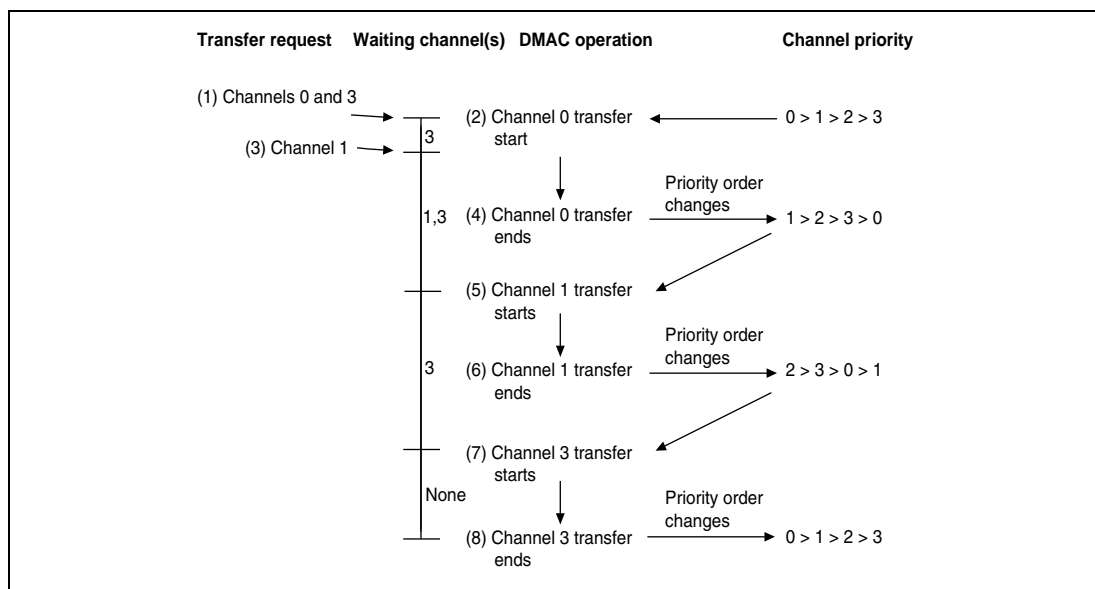 Transfer request Waiting channel(s) DMAC operation Channel priority
(1) Channels 0 and 3
(2) Channel 0 transfer
start
0 > 1 > 2 > 3
3
(3) Channel 1
Priority order
changes
1,3
(4) Channel 0 transfer
ends
1 > 2 > 3 > 0
(5) Channel 1 transfer
starts
Priority order
changes
3
(6) Channel 1 transfer
ends
2 > 3 > 0 > 1
(7) Channel 3 transfer
starts
None
Priority order
changes
(8) Channel 3 transfer
ends
0 > 1 > 2 > 3